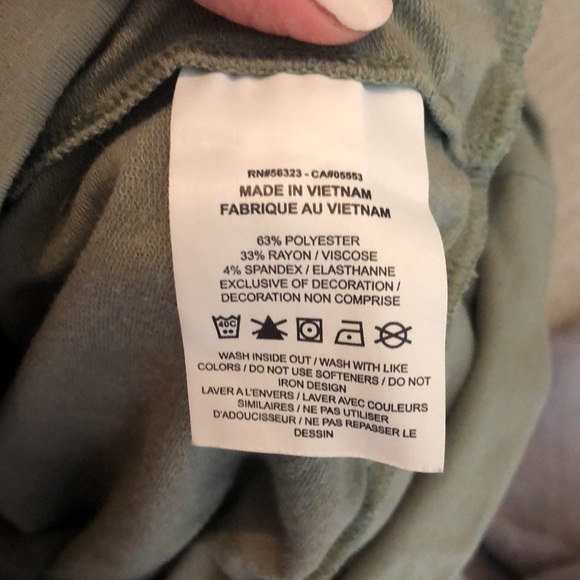 RN#56323 - CA#05553
MADE IN VIETNAM
FABRIQUE AU VIETNAM
63% POLYESTER
33% RAYON / VISCOSE
4% SPANDEX / ELASTHANNE
EXCLUSIVE OF DECORATION /
DECORATION NON COMPRISE
40C
WASH INSIDE OUT / WASH WITH LIKE
COLORS / DO NOT USE SOFTENERS / DO NOT
IRON DESIGN
LAVER A L'ENVERS / LAVER AVEC COULEURS
SIMILAIRES / NE PAS UTILISER
D'ADOUCISSEUR / NE PAS REPASSER LE
DESSIN